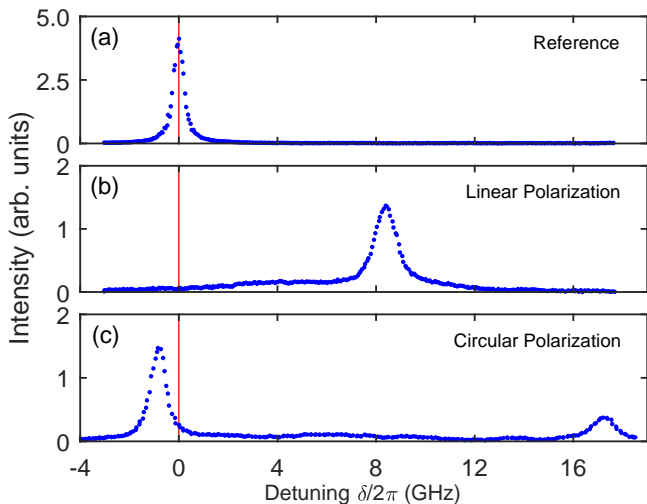 (a)
Reference
5.0
2.5
0
(b)
Linear Polarization
2
1
0
(c)
Circular Polarization
2
1
0
-4 0 4 8 12 16
Detuning δ/2π (GHz)
Intensity (arb. units)